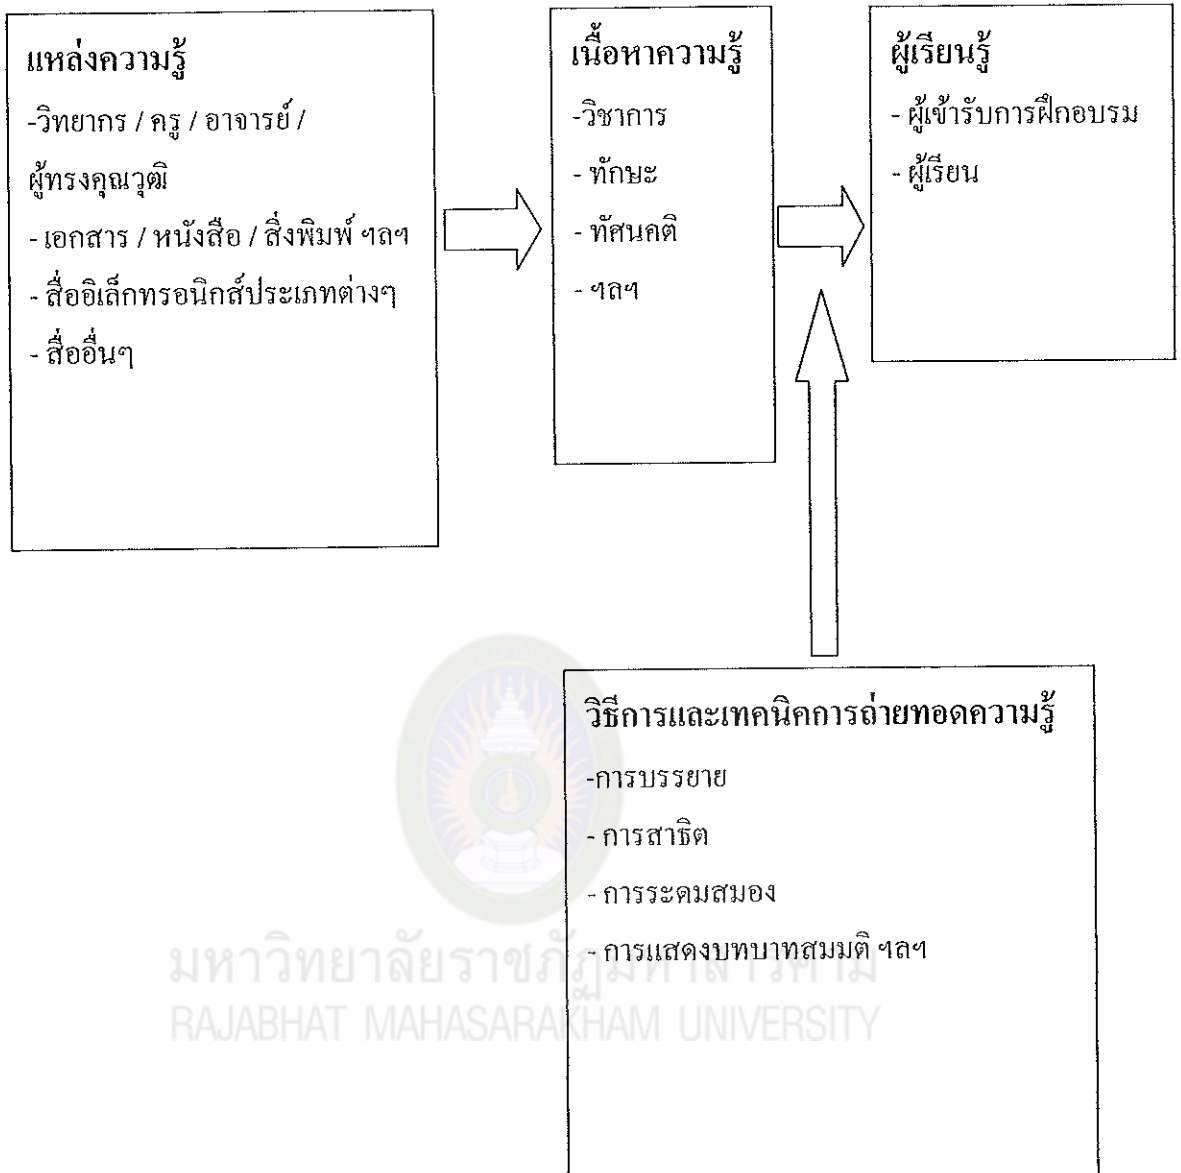 แหล่งความรู้
-วิทยากร / ครู / อาจารย์ /
ผู้ทรงคุณวุฒิ
- เอกสาร / หนังสือ / สิ่งพิมพ์ ฯลฯ
- สื่ออิเล็กทรอนิกส์ประเภทต่างๆ
- สื่ออื่นๆ
เนื้อหาความรู้
-วิชาการ
- ทักษะ
- ทัศนคติ
- ฯลฯ
ผู้เรียนรู้
- ผู้เข้ารับการฝึกอบรม
- ผู้เรียน
วิธีการและเทคนิคการถ่ายทอดความรู้
-การบรรยาย
- การสาธิต
- การระดมสมอง
- การแสดงบทบาทสมมติ ฯลฯ
มหาวิทยาลัยราชภัฏมหาสารคาม
RAJABHAT MAHASARAKHAM UNIVERSITY